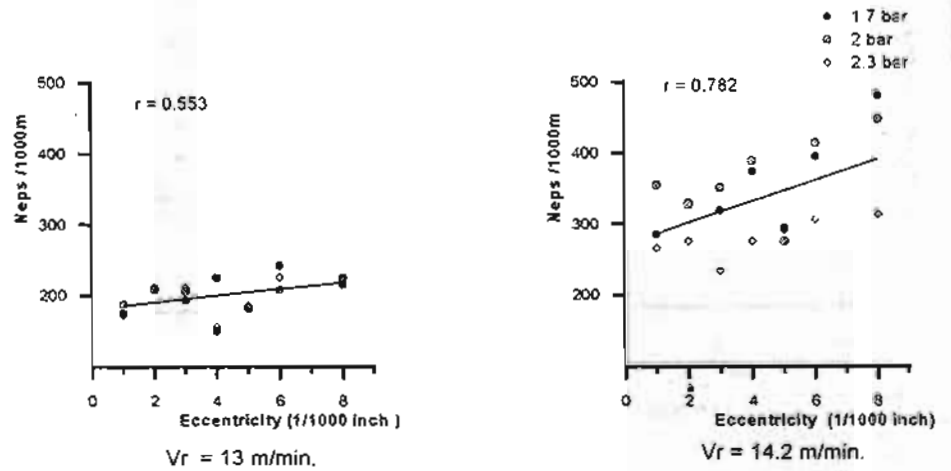 1 7 bar
2 bar
2.3 bar
500
400
300
200
Neps /1000m
r = 0.553
0 2 4 6 8
Eccentricity (1/1000 inch )
Vr = 13 m/min.
500
400
300
200
Neps /1000m
r = 0.782
0 2 4 6 8
Eccentricity (1/1000 inch)
Vr = 14.2 m/min.